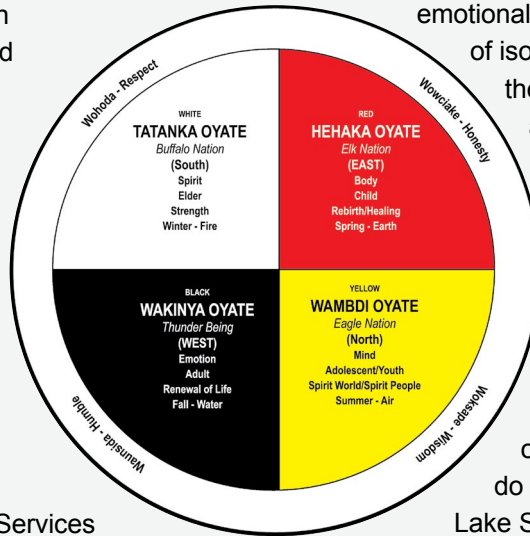 emotional
of iso
the
Wohoda - Respect
Wowciake - Honesty
WHITE
TATANKA OYATE
Buffalo Nation
(South)
Spirit
Elder
Strength
Winter - Fire
RED
HEHAKA OYATE
Elk Nation
(EAST)
Body
Child
Rebirth/Healing
Spring - Earth
BLACK
WAKINYA OYATE
Thunder Being
(WEST)
Emotion
Adult
Renewal of Life
Fall - Water
YELLOW
WAMBDI OYATE
Eagle Nation
(North)
Mind
Adolescent/Youth
Spirit World/Spirit People
Summer - Air
Waunsida - Humble
Woksape - Wisdom
do
Services
Lake S